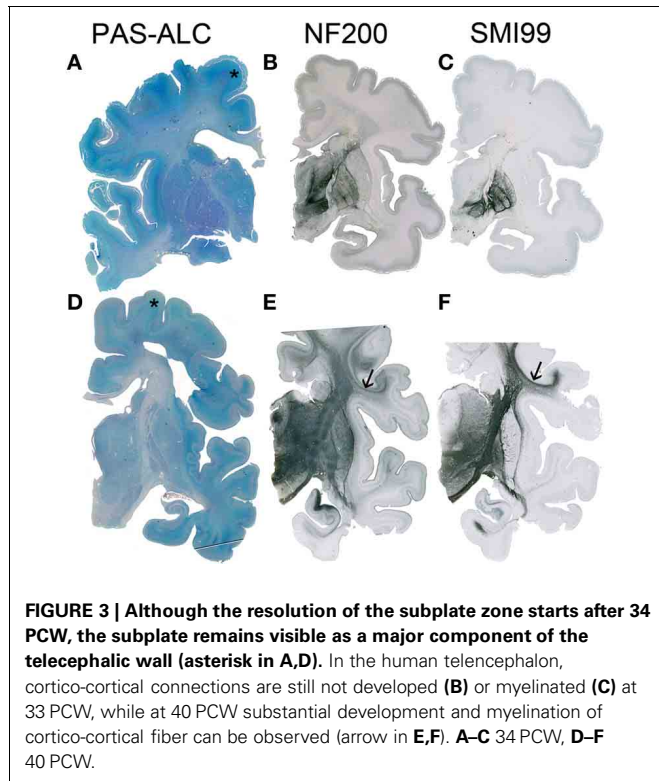 PAS-ALC NF200 SMI99
A B C
*
D E F
*
FIGURE 3 | Although the resolution of the subplate zone starts after 34
PCW, the subplate remains visible as a major component of the
telecephalic wall (asterisk in A,D). In the human telencephalon,
cortico-cortical connections are still not developed (B) or myelinated (C) at
33 PCW, while at 40 PCW substantial development and myelination of
cortico-cortical fiber can be observed (arrow in E,F). A–C 34 PCW, D–F
40 PCW.